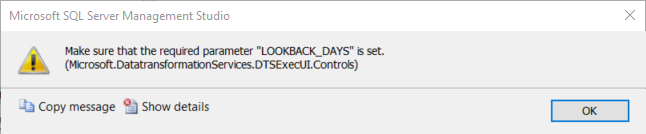 Microsoft SQL Server Management Studio
Make sure that the required parameter "LOOKBACK_DAYS" is set.
(Microsoft.DatatransformationServices.DTSExecUI.Controls)
Copy message Show details OK